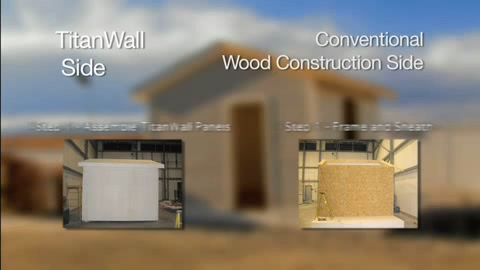 TitanWall
Side
Conventional
Wood Construction Side
Step 1 - Assemble TitanWall Panels
Step 1 - Frame and Sheath